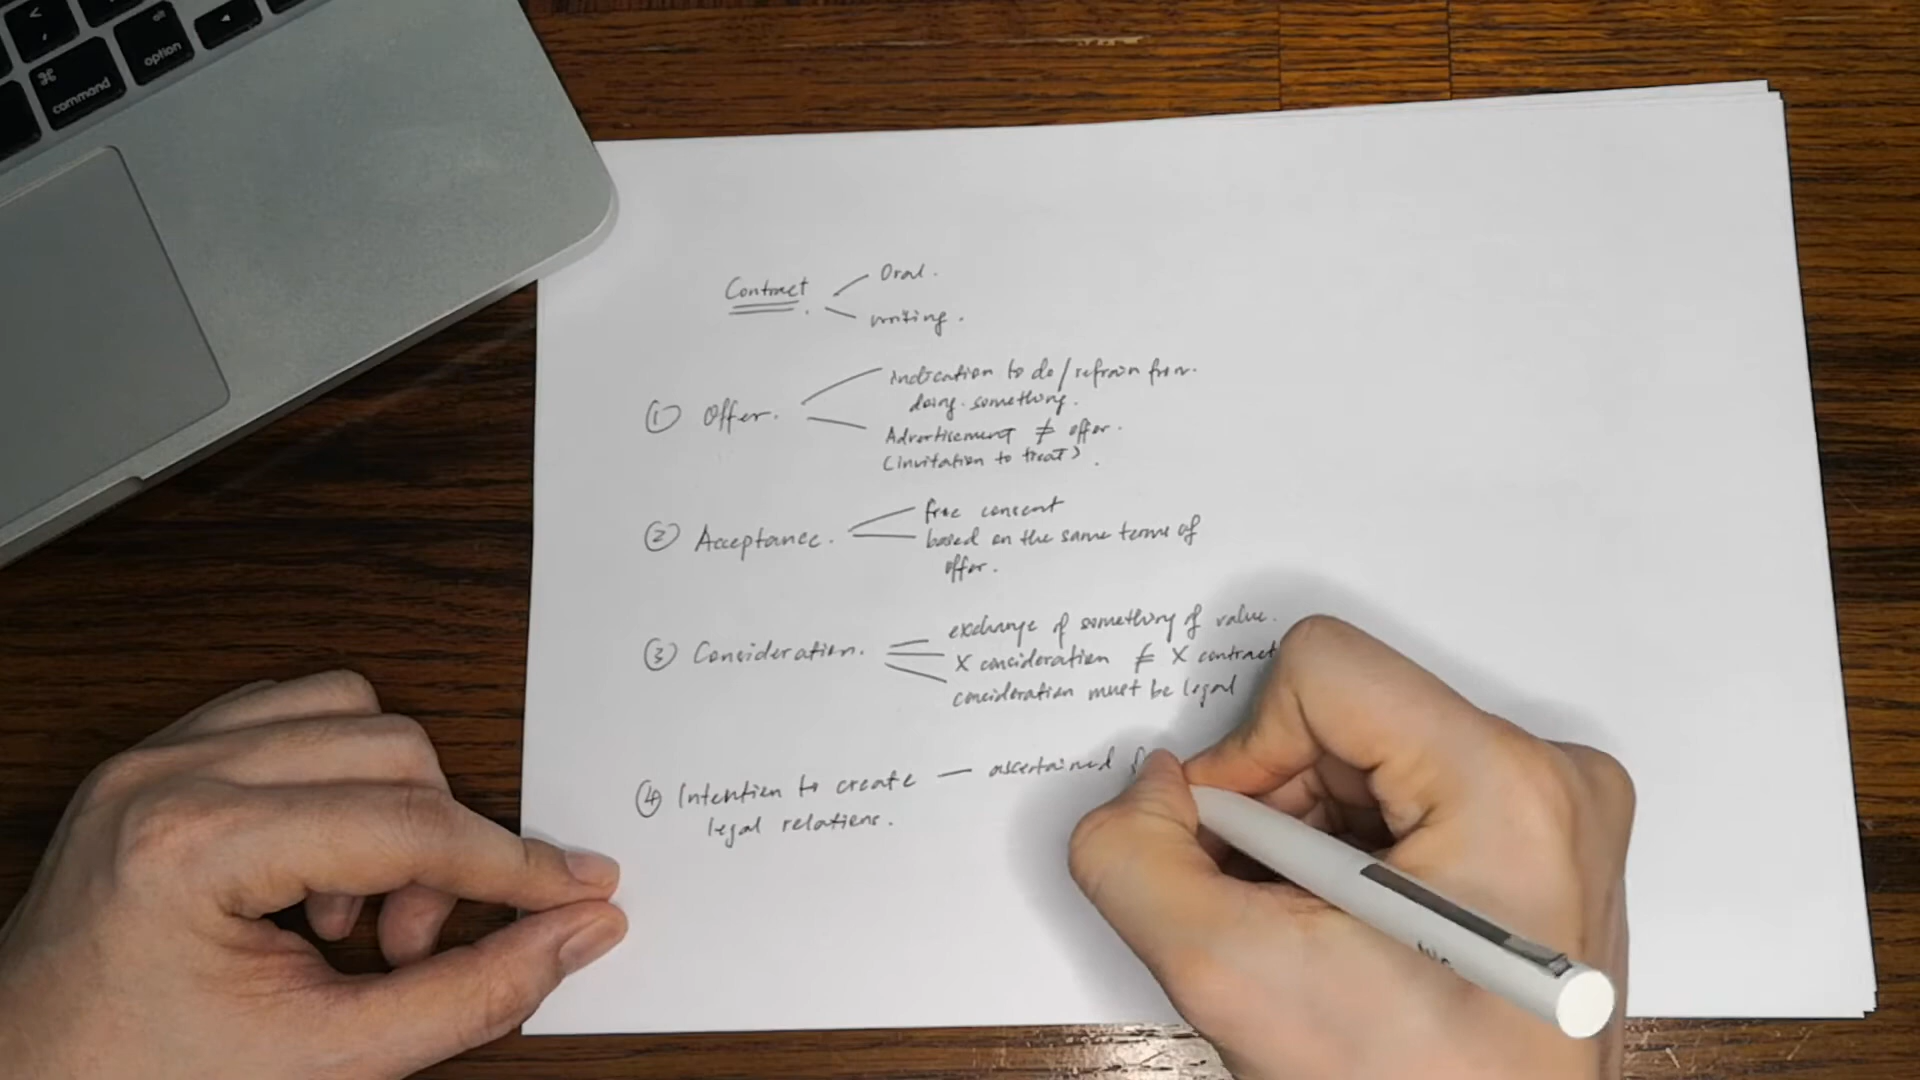 command
option
Contract.
Oral.
writing.
① Offer.
indication to do / refrain from.
doing something.
Advertisement ≠ offer.
(invitation to treat).
② Acceptance.
free consent
based on the same terms of
offer.
③ Consideration.
exchange of something of value.
X consideration ≠ X contract
consideration must be legal
④ Intention to create
legal relations.
— ascertained